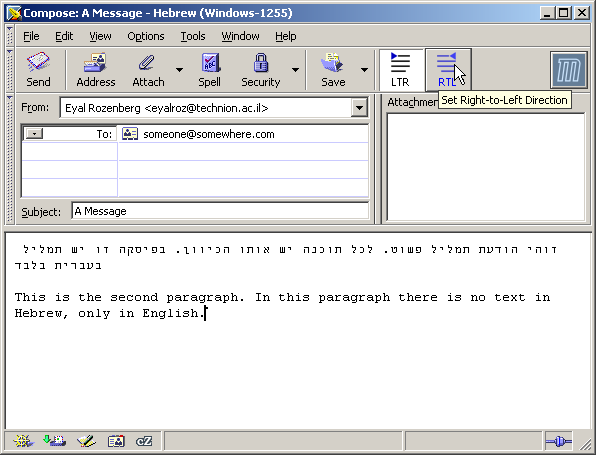 Compose: A Message - Hebrew (Windows-1255)
File Edit View Options Tools Window Help
Send Address Attach Spell Security Save LTR RTL
Set Right-to-Left Direction
From: Eyal Rozenberg <eyalroz@technion.ac.il>
Attachmen
To: someone@somewhere.com
Subject: A Message
זוהי הודעת תמליל פשוט. לכל תוכנה יש אותו הכיוון. בפיסקה זו יש תמליל
בעברית בלבד
This is the second paragraph. In this paragraph there is no text in
Hebrew, only in English.